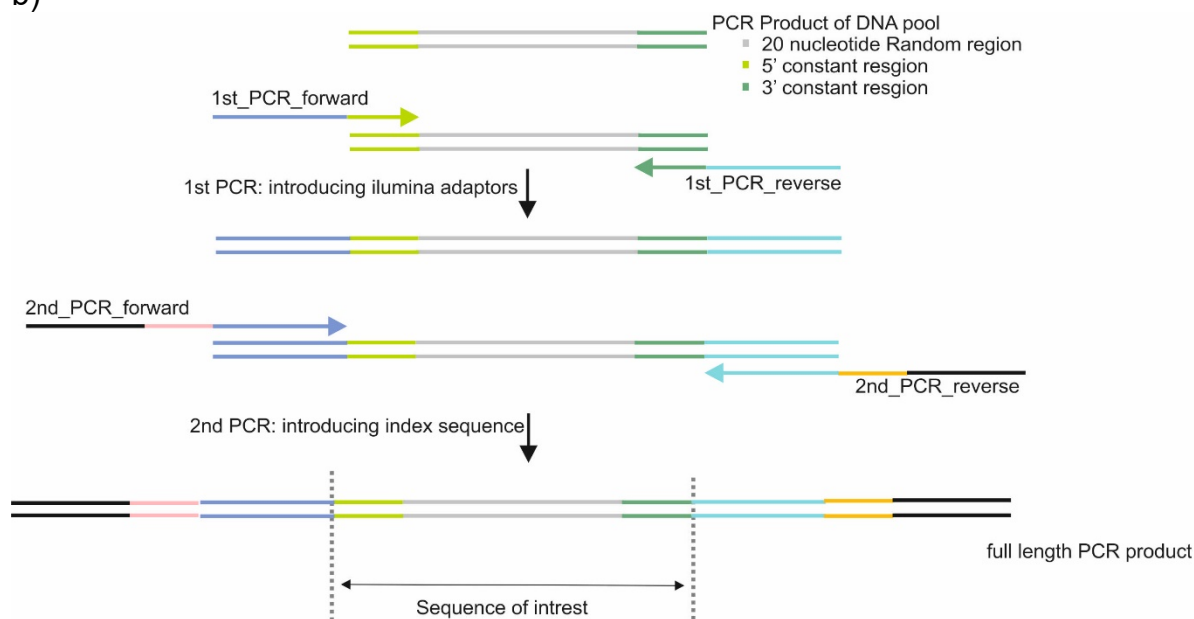 b)
PCR Product of DNA pool
20 nucleotide Random region
5' constant resgion
3' constant resgion
1st_PCR_forward
1st_PCR_reverse
1st PCR: introducing ilumina adaptors
2nd_PCR_forward
2nd_PCR_reverse
2nd PCR: introducing index sequence
full length PCR product
Sequence of intrest